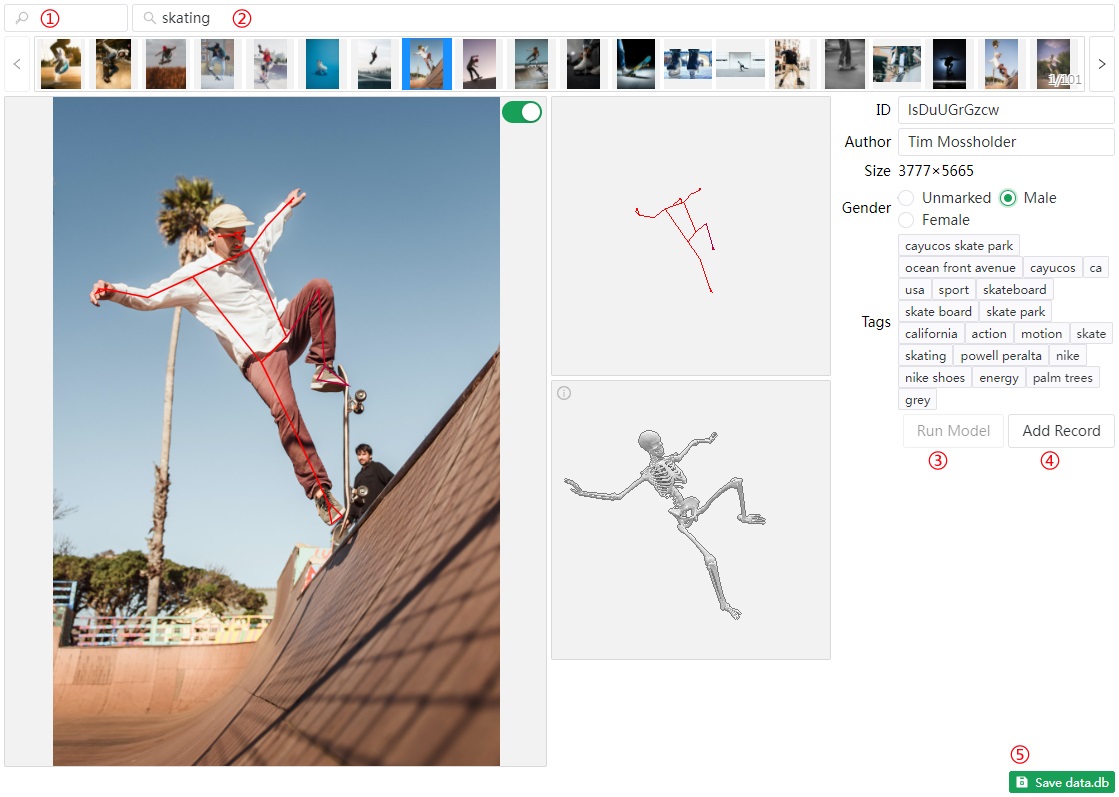 ①
skating ②
1/101
ID IsDuUGrGzcw
Author Tim Mossholder
Size 3777×5665
Gender Unmarked Male
Female
Tags
cayucos skate park
ocean front avenue cayucos ca
usa sport skateboard
skate board skate park
california action motion skate
skating powell peralta nike
nike shoes energy palm trees
grey
Run Model Add Record
③ ④
⑤
Save data.db